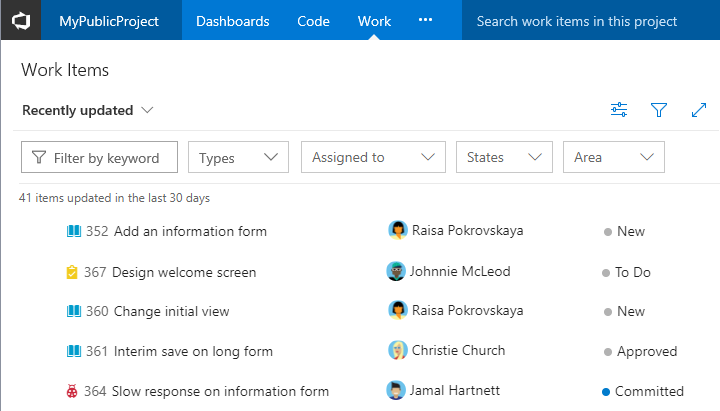 MyPublicProject Dashboards Code Work ••• Search work items in this project
Work Items
Recently updated
Filter by keyword Types Assigned to States Area
41 items updated in the last 30 days
352 Add an information form Raisa Pokrovskaya New
367 Design welcome screen Johnnie McLeod To Do
360 Change initial view Raisa Pokrovskaya New
361 Interim save on long form Christie Church Approved
364 Slow response on information form Jamal Hartnett Committed